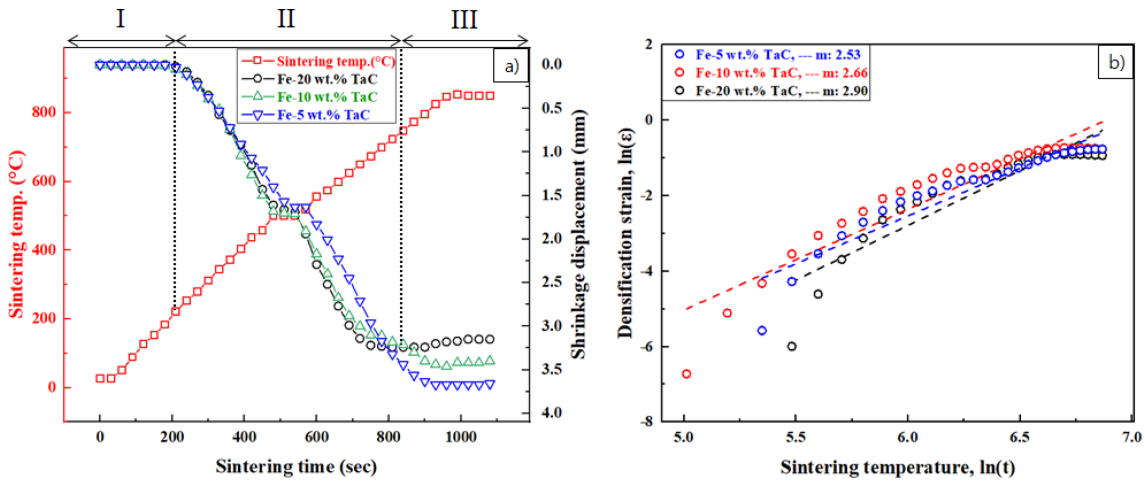 I II III
a)
Sintering temp.(°C)
Fe-20 wt.% TaC
Fe-10 wt.% TaC
Fe-5 wt.% TaC
Sintering temp. (°C)
800
600
400
200
0
0 200 400 600 800 1000
Sintering time (sec)
0.0
0.5
1.0
1.5
2.0
2.5
3.0
3.5
4.0
Shrinkage displacement (mm)
b)
Fe-5 wt.% TaC, --- m: 2.53
Fe-10 wt.% TaC --- m: 2.66
Fe-20 wt.% TaC, --- m: 2.90
Densification strain, ln(ε)
2
0
-2
-4
-6
-8
5.0 5.5 6.0 6.5 7.0
Sintering temperature, ln(t)